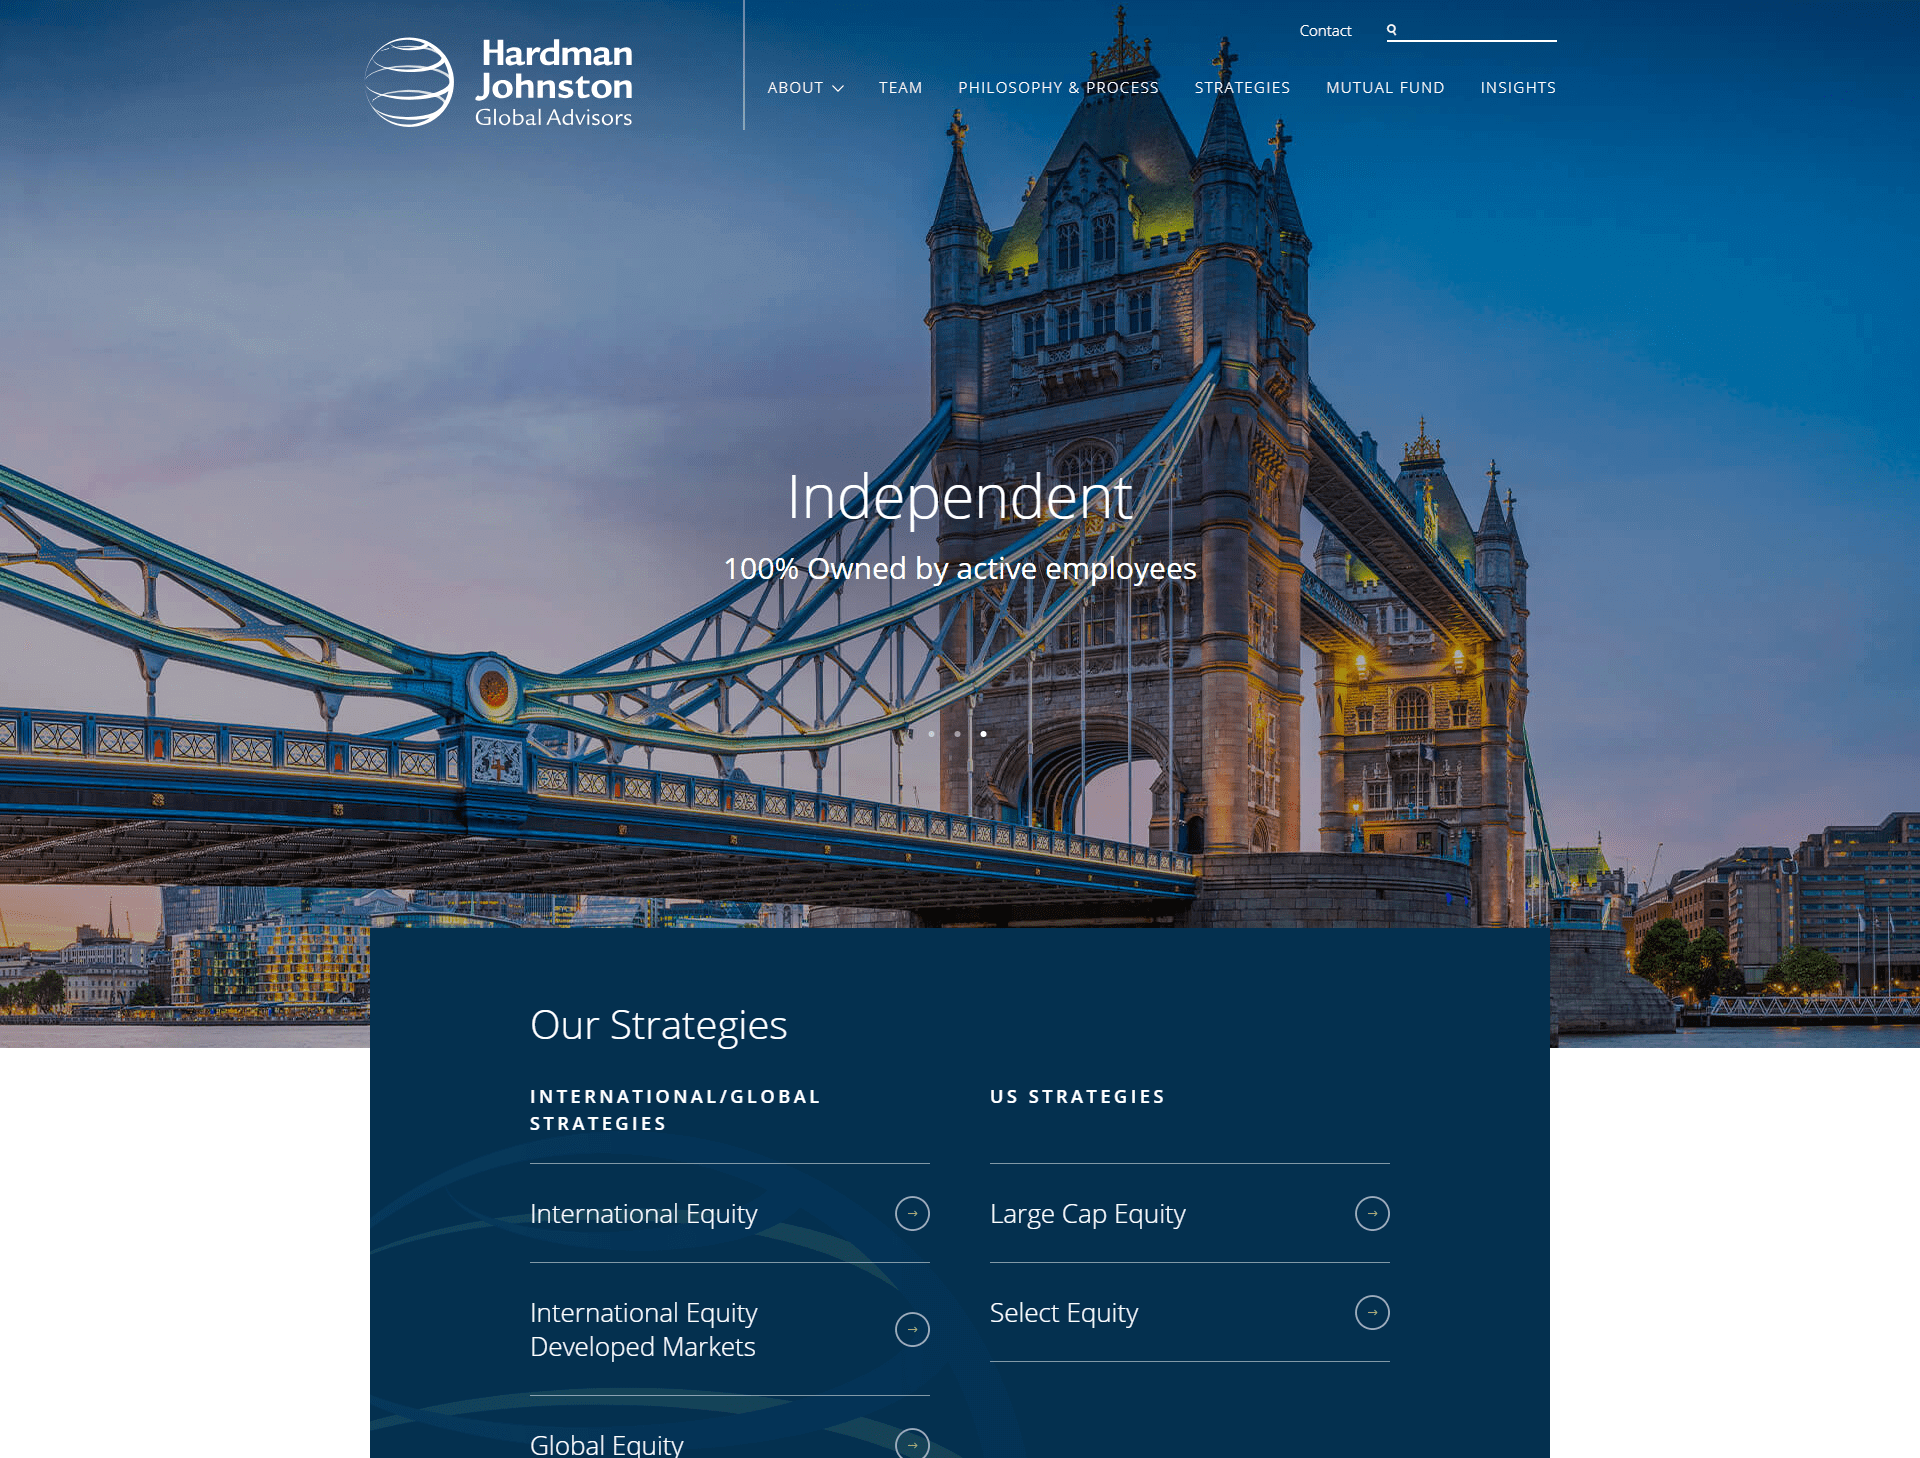 Hardman
Johnston
Global Advisors
Contact
ABOUT
TEAM
PHILOSOPHY & PROCESS
STRATEGIES
MUTUAL FUND
INSIGHTS
Independent
100% Owned by active employees
Our Strategies
INTERNATIONAL/GLOBAL
STRATEGIES
International Equity
International Equity
Developed Markets
Global Equity
US STRATEGIES
Large Cap Equity
Select Equity